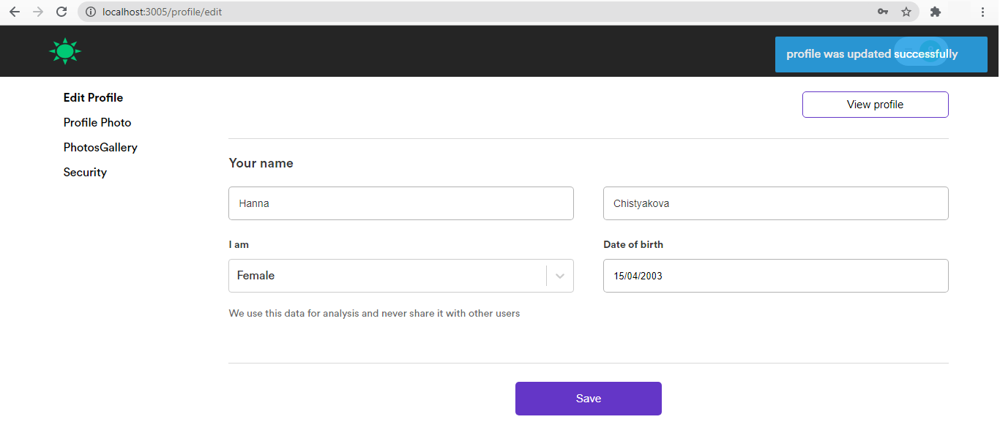 localhost:3005/profile/edit
profile was updated successfully
Edit Profile
View profile
Profile Photo
PhotosGallery
Security
Your name
Hanna Chistyakova
I am Date of birth
Female 15/04/2003
We use this data for analysis and never share it with other users
Save